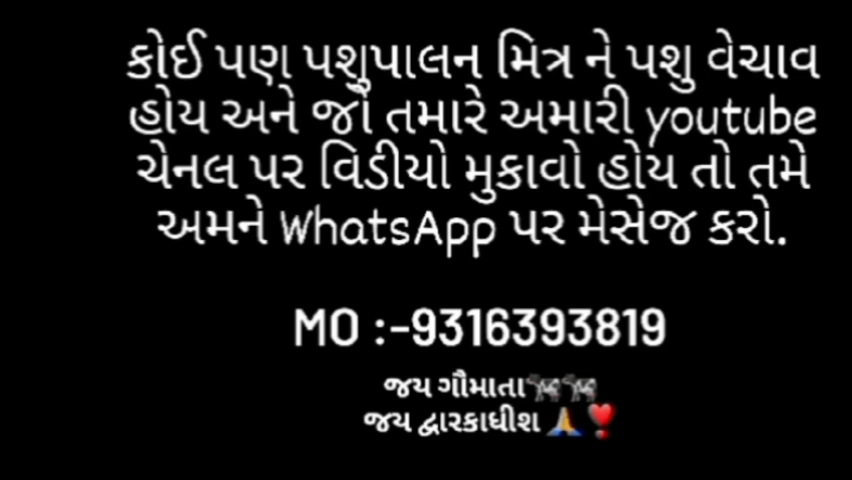 કોઈ પણ પશુપાલન મિત્ર ને પશુ વેચાવ
હોય અને જો તમારે અમારી youtube
ચેનલ પર વિડીયો મુકાવો હોય તો તમે
અમને WhatsApp પર મેસેજ કરો.
MO :-9316393819
જય ગૌમાતા🐄🐄
જય દ્વારકાધીશ 🙏❣️